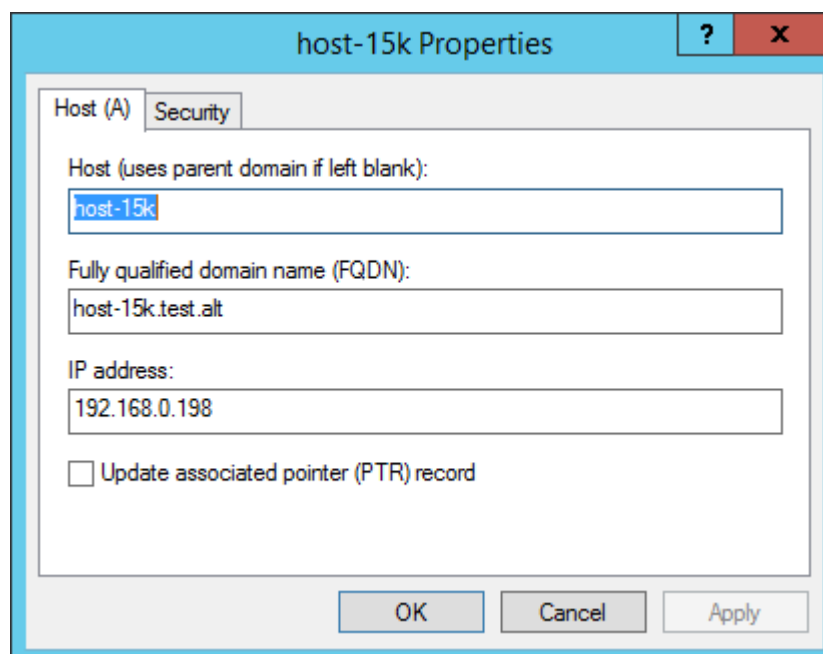 host-15k Properties
?
x
Host (A)
Security
Host (uses parent domain if left blank):
host-15k
Fully qualified domain name (FQDN):
host-15k.test.alt
IP address:
192.168.0.198
Update associated pointer (PTR) record
OK
Cancel
Apply